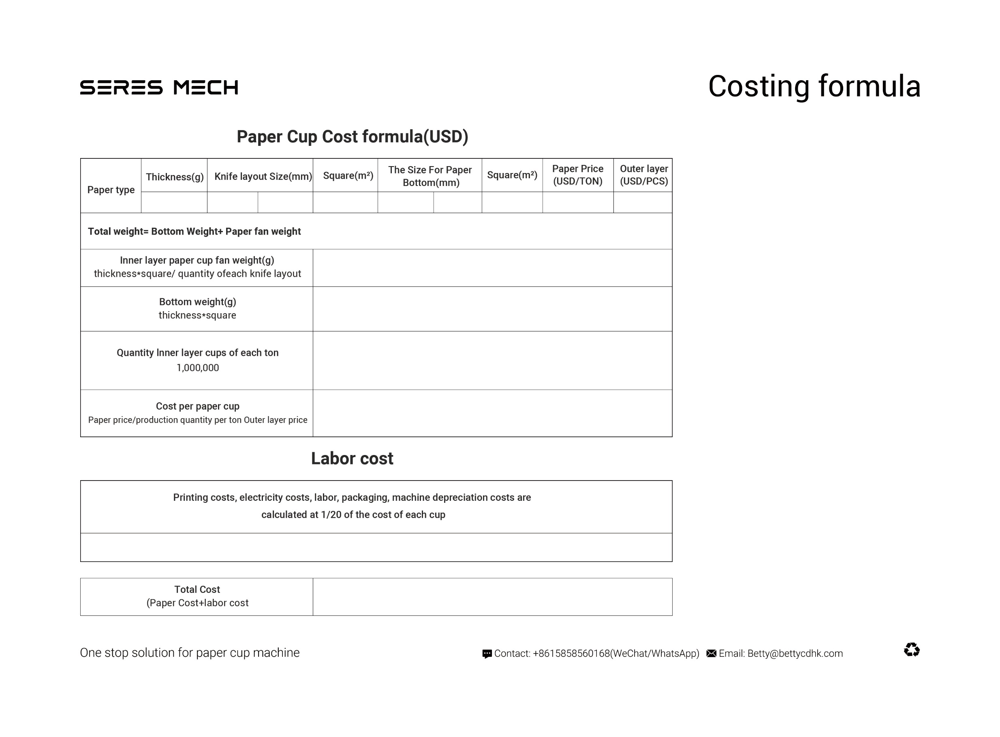 SERES MECH
Costing formula
Paper Cup Cost formula(USD)
Paper type
Thickness(g)
Knife layout Size(mm)
Square(m²)
The Size For Paper
Bottom(mm)
Square(m²)
Paper Price
(USD/TON)
Outer layer
(USD/PCS)
Total weight= Bottom Weight+ Paper fan weight
Inner layer paper cup fan weight(g)
thickness*square/ quantity ofeach knife layout
Bottom weight(g)
thickness*square
Quantity lnner layer cups of each ton
1,000,000
Cost per paper cup
Paper price/production quantity per ton Outer layer price
Labor cost
Printing costs, electricity costs, labor, packaging, machine depreciation costs are
calculated at 1/20 of the cost of each cup
Total Cost
(Paper Cost+labor cost
One stop solution for paper cup machine
Contact: +8615858560168(WeChat/WhatsApp)
Email: Betty@bettycdhk.com